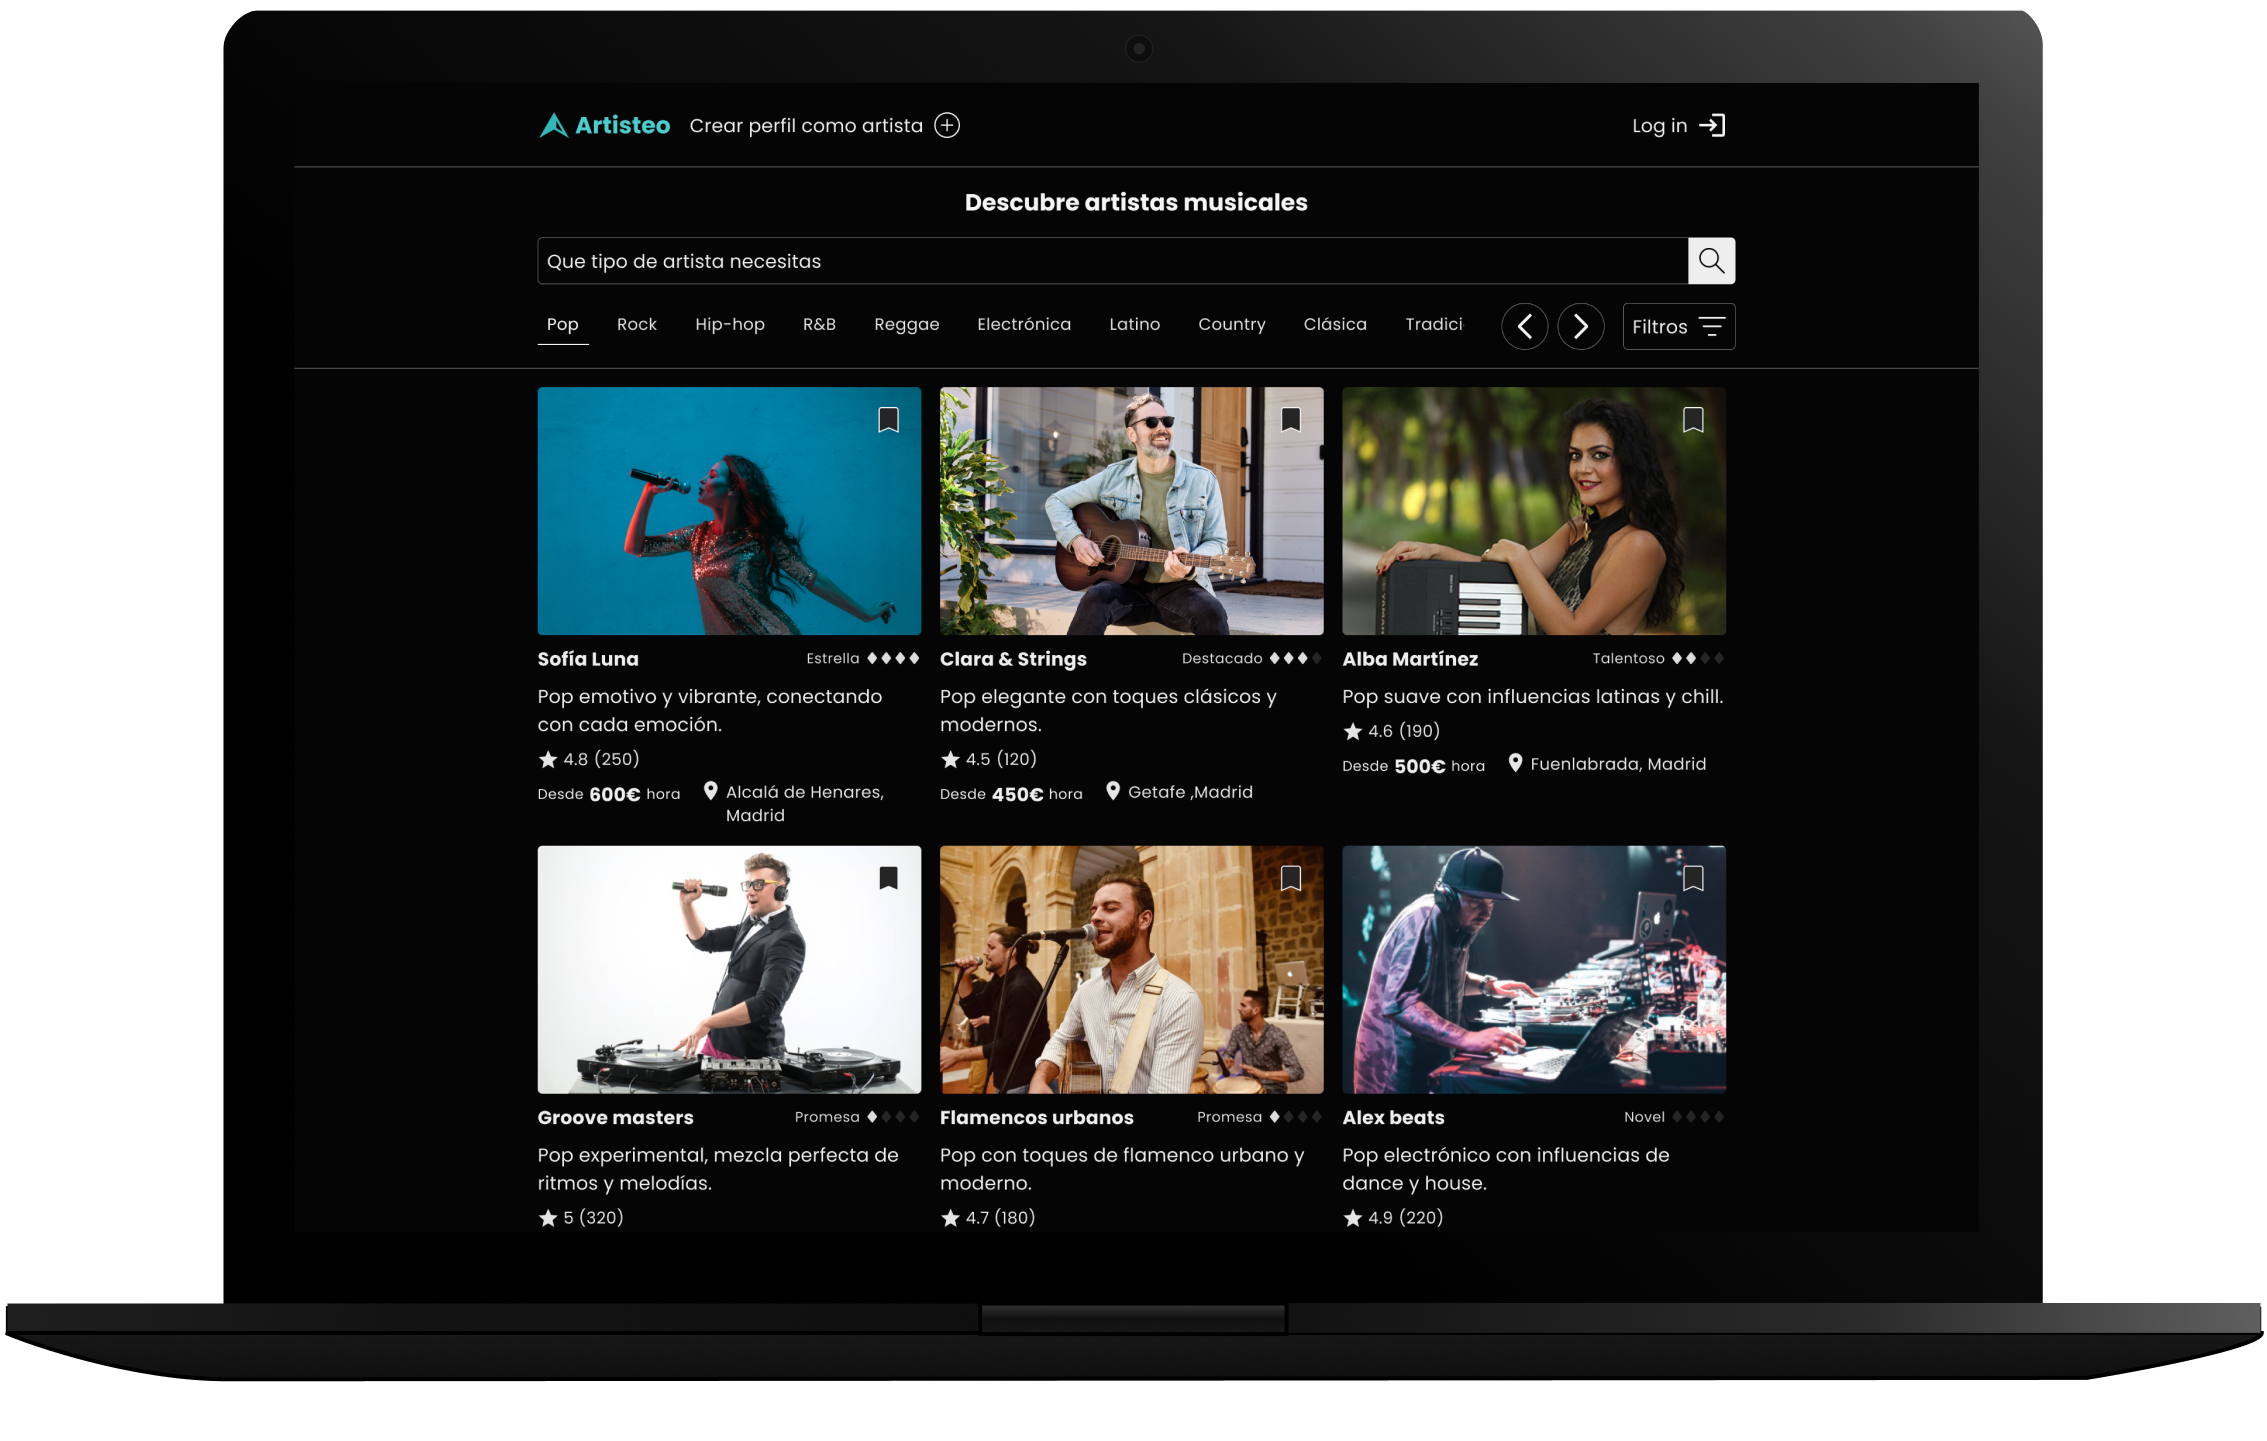 Artisteo Crear perfil como artista Log in
Descubre artistas musicales
Que tipo de artista necesitas
Pop Rock Hip-hop R&B Reggae Electrónica Latino Country Clásica Tradici Filtros
Sofía Luna Estrella
Pop emotivo y vibrante, conectando
con cada emoción.
4.8 (250)
Desde 600€ hora Alcalá de Henares,
Madrid
Clara & Strings Destacado
Pop elegante con toques clásicos y
modernos.
4.5 (120)
Desde 450€ hora Getafe ,Madrid
Alba Martínez Talentoso
Pop suave con influencias latinas y chill.
4.6 (190)
Desde 500€ hora Fuenlabrada, Madrid
Groove masters Promesa
Pop experimental, mezcla perfecta de
ritmos y melodías.
5 (320)
Flamencos urbanos Promesa
Pop con toques de flamenco urbano y
moderno.
4.7 (180)
Alex beats Novel
Pop electrónico con influencias de
dance y house.
4.9 (220)